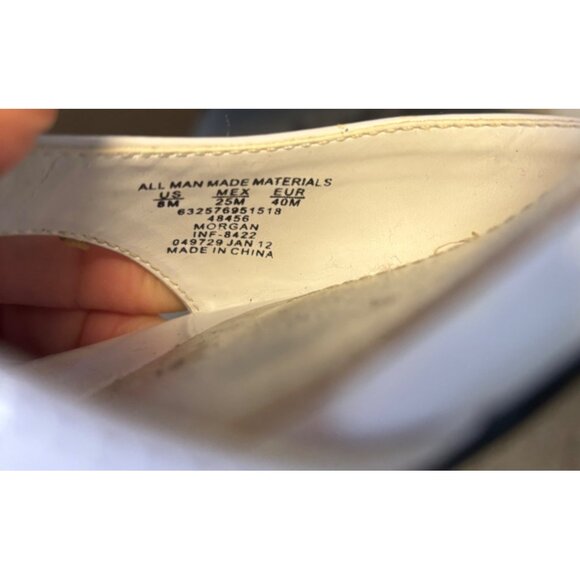 ALL MAN MADE MATERIALS
US MEX EUR
8M 25M 40M
632576951518
48456
MORGAN
INF-8422
049729 JAN 12
MADE IN CHINA